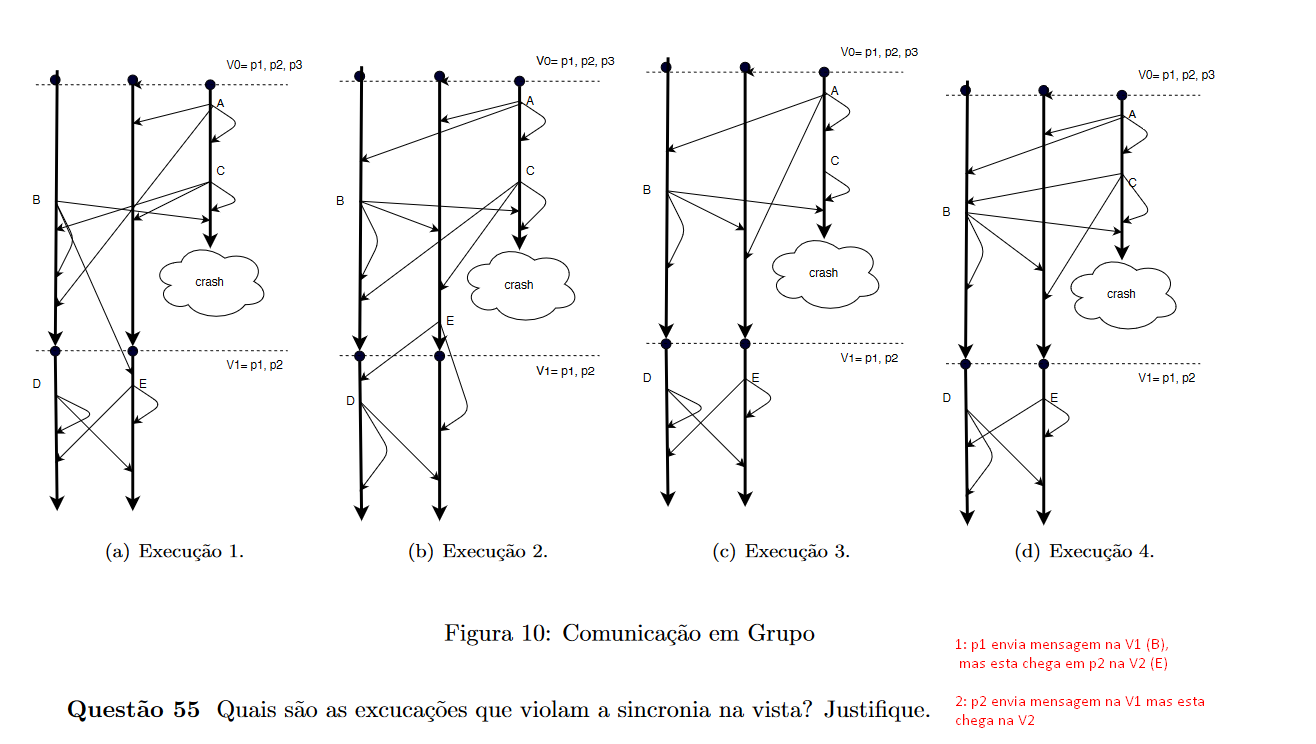 V0= p1, p2, p3
A
C
B
crash
V1= p1, p2
D
E
(a) Execução 1.
V0= p1, p2, p3
A
C
B
crash
E
V1= p1, p2
D
(b) Execução 2.
V0= p1, p2, p3
A
C
B
crash
V1= p1, p2
D
E
(c) Execução 3.
V0= p1, p2, p3
A
C
B
crash
V1= p1, p2
D
E
(d) Execução 4.
Figura 10: Comunicação em Grupo
1: p1 envia mensagem na V1 (B),
mas esta chega em p2 na V2 (E)
Questão 55 Quais são as excucações que violam a sincronia na vista? Justifique.
2: p2 envia mensagem na V1 mas esta
chega na V2